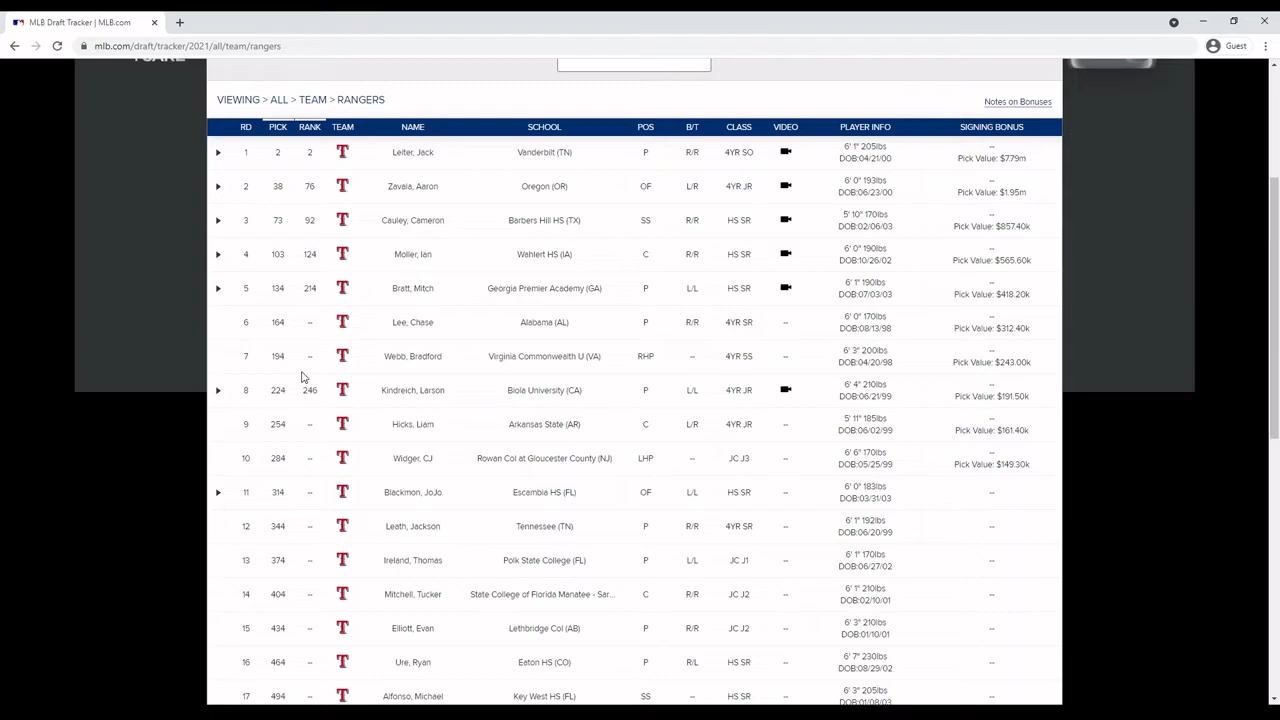 MLB Draft Tracker | MLB.com
mlb.com/draft/tracker/2021/all/team/rangers
Guest
VIEWING > ALL > TEAM > RANGERS
Notes on Bonuses
RD PICK RANK TEAM NAME SCHOOL POS B/T CLASS VIDEO PLAYER INFO SIGNING BONUS
1 2 2 T Leiter, Jack Vanderbilt (TN) P R/R 4YR SO 6' 1" 205lbs --
DOB:04/21/00 Pick Value: $7.79m
2 38 76 T Zavala, Aaron Oregon (OR) OF L/R 4YR JR 6' 0" 193lbs --
DOB:06/23/00 Pick Value: $1.95m
3 73 92 T Cauley, Cameron Barbers Hill HS (TX) SS R/R HS SR 5' 10" 170lbs --
DOB:02/06/03 Pick Value: $857.40k
4 103 124 T Moller, Ian Wahlert HS (IA) C R/R HS SR 6' 0" 190lbs --
DOB:10/26/02 Pick Value: $565.60k
5 134 214 T Bratt, Mitch Georgia Premier Academy (GA) P L/L HS SR 6' 1" 190lbs --
DOB:07/03/03 Pick Value: $418.20k
6 164 -- T Lee, Chase Alabama (AL) P R/R 4YR SR -- 6' 0" 170lbs --
DOB:08/13/98 Pick Value: $312.40k
7 194 -- T Webb, Bradford Virginia Commonwealth U (VA) RHP -- 4YR 5S -- 6' 3" 200lbs --
DOB:04/20/98 Pick Value: $243.00k
8 224 246 T Kindreich, Larson Biola University (CA) P L/L 4YR JR 6' 4" 210lbs --
DOB:06/21/99 Pick Value: $191.50k
9 254 -- T Hicks, Liam Arkansas State (AR) C L/R 4YR JR -- 5' 11" 185lbs --
DOB:06/02/99 Pick Value: $161.40k
10 284 -- T Widger, CJ Rowan Col at Gloucester County (NJ) LHP -- JC J3 -- 6' 6" 170lbs --
DOB:05/25/99 Pick Value: $149.30k
11 314 -- T Blackmon, JoJo Escambia HS (FL) OF L/L HS SR -- 6' 0" 183lbs --
DOB:03/31/03
12 344 -- T Leath, Jackson Tennessee (TN) P R/R 4YR SR -- 6' 1" 192lbs --
DOB:06/20/99
13 374 -- T Ireland, Thomas Polk State College (FL) P L/L JC J1 -- 6' 1" 170lbs --
DOB:06/27/02
14 404 -- T Mitchell, Tucker State College of Florida Manatee - Sar... C R/R JC J2 -- 6' 1" 210lbs --
DOB:02/10/01
15 434 -- T Elliott, Evan Lethbridge Col (AB) P R/R JC J2 -- 6' 3" 210lbs --
DOB:01/10/01
16 464 -- T Ure, Ryan Eaton HS (CO) P R/L HS SR -- 6' 7" 230lbs --
DOB:08/29/02
17 494 -- T Alfonso, Michael Key West HS (FL) SS -- HS SR -- 6' 3" 205lbs --
DOB:01/08/03